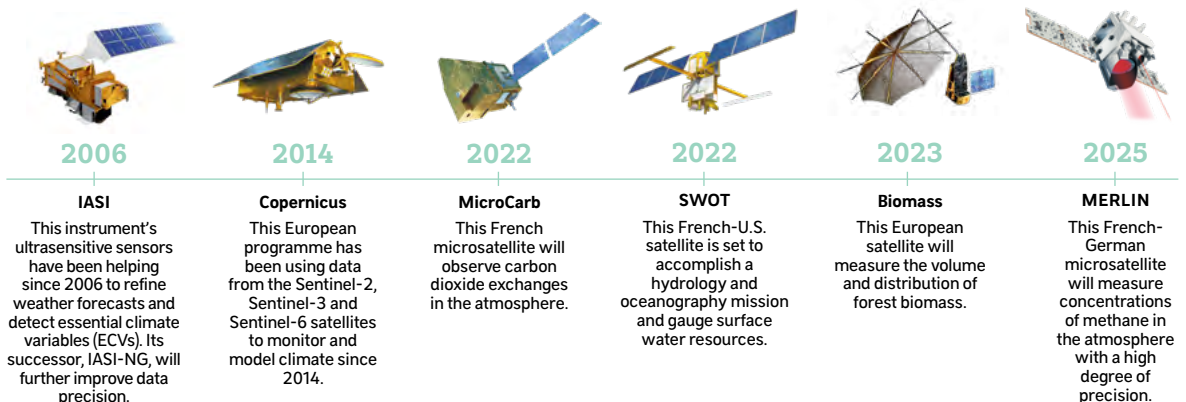 2006
IASI
This instrument's
ultrasensitive sensors
have been helping
since 2006 to refine
weather forecasts and
detect essential climate
variables (ECVs). Its
successor, IASI-NG, will
further improve data
precision.
2014
Copernicus
This European
programme has
been using data
from the Sentinel-2,
Sentinel-3 and
Sentinel-6 satellites
to monitor and
model climate since
2014.
2022
MicroCarb
This French
microsatellite will
observe carbon
dioxide exchanges
in the atmosphere.
2022
SWOT
This French-U.S.
satellite is set to
accomplish a
hydrology and
oceanography mission
and gauge surface
water resources.
2023
Biomass
This European
satellite will
measure the volume
and distribution of
forest biomass.
2025
MERLIN
This French-
German
microsatellite
will measure
concentrations
of methane in
the atmosphere
with a high
degree of
precision.